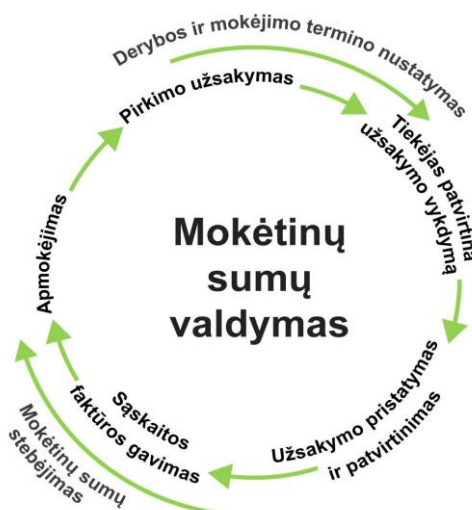 Derybos ir mokėjimo termino nustatymas
Pirkimo užsakymas
Tiekėjas patvirtina
užsakymo vykdymą
Mokėtinų
sumų
valdymas
Apmokėjimas
Užsakymo pristatymas
ir patvirtinimas
Sąskaitos
faktūros gavimas
Mokėtinų sumų
stebėjimas